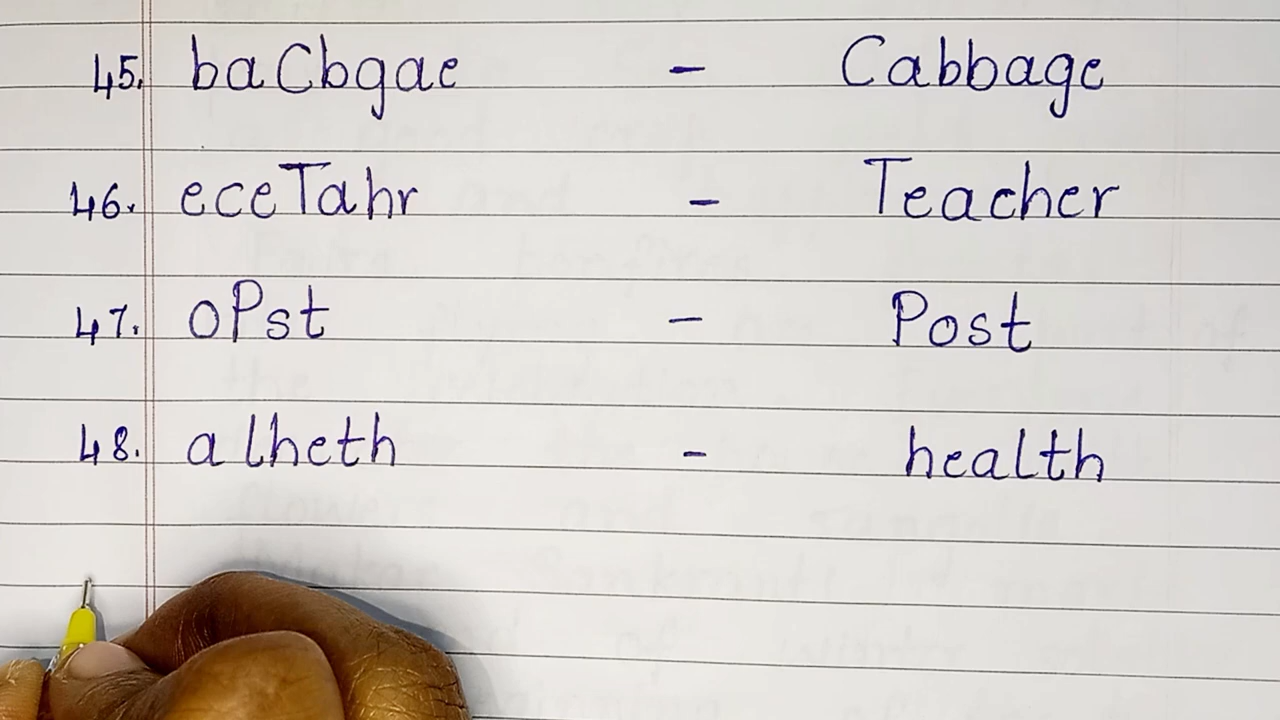 45. baCbgae - Cabbage
46. eceTahr - Teacher
47. oPst - Post
48. alheth - health